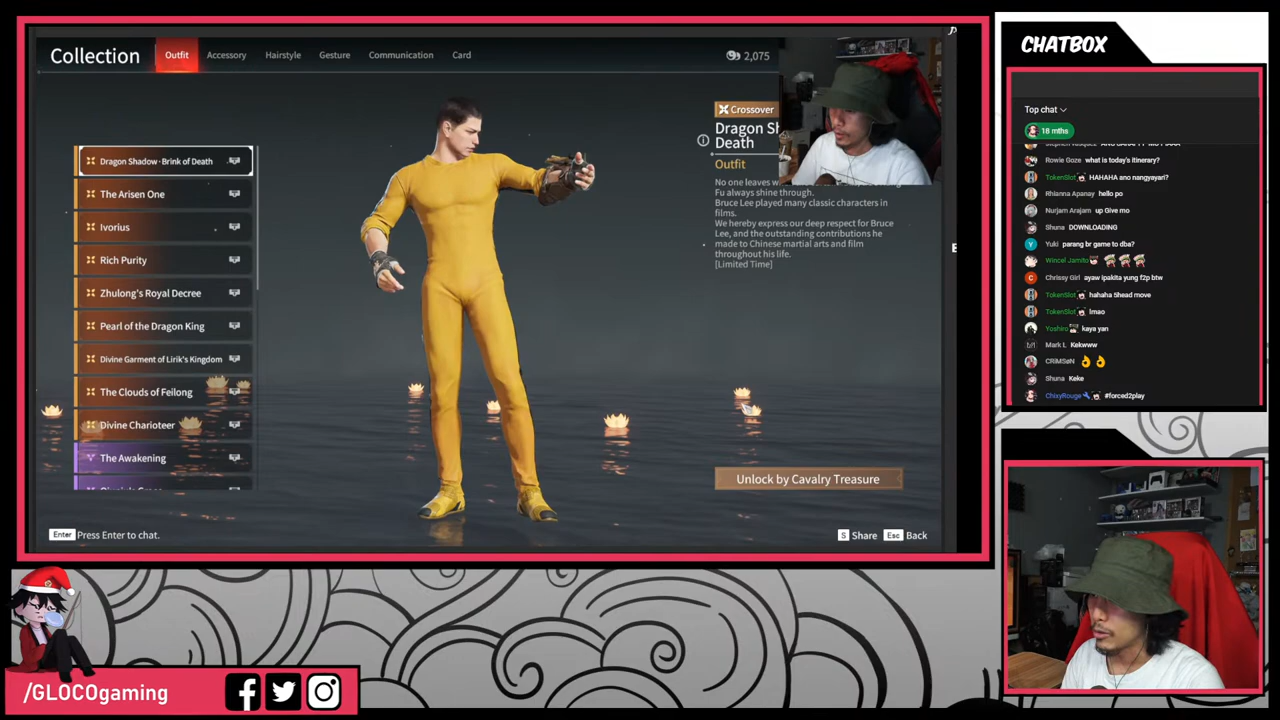 Collection
Outfit
Accessory
Hairstyle
Gesture
Communication
Card
2,075
Dragon Shadow·Brink of Death
The Arisen One
Ivorius
Rich Purity
Zhulong's Royal Decree
Pearl of the Dragon King
Divine Garment of Lirik's Kingdom
The Clouds of Feilong
Divine Charioteer
The Awakening
Crossover
Dragon Sh
Death
Outfit
No one leaves w
Fu always shine through.
Bruce Lee played many classic characters in
films.
We hereby express our deep respect for Bruce
Lee, and the outstanding contributions he
made to Chinese martial arts and film
throughout his life.
[Limited Time]
Unlock by Cavalry Treasure
Enter Press Enter to chat.
S Share Esc Back
CHATBOX
Top chat
18 mths
Rowie Goze what is today's itinerary?
TokenSlot HAHAHA ano nangyayari?
Rhianna Apanay hello po
Nurjam Arajam up Give mo
Shuna DOWNLOADING
Yuki parang br game to dba?
Wincel Jamito
Chrissy Girl ayaw ipakita yung f2p btw
TokenSlot hahaha 5head move
TokenSlot lmao
Yoshiro kaya yan
Mark L Kekwww
CRiMSøN
Shuna Keke
ChixyRouge #forced2play
/GLOCOgaming